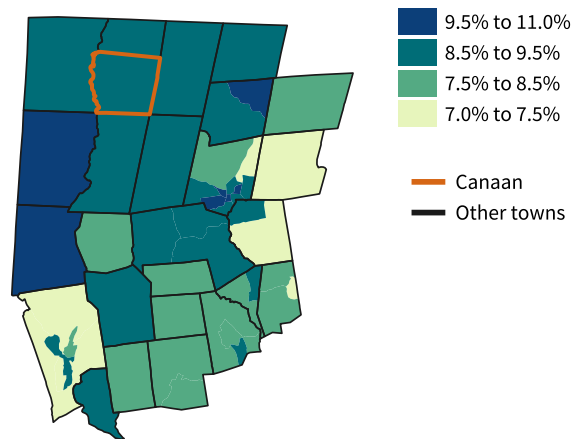 9.5% to 11.0%
8.5% to 9.5%
7.5% to 8.5%
7.0% to 7.5%
Canaan
Other towns